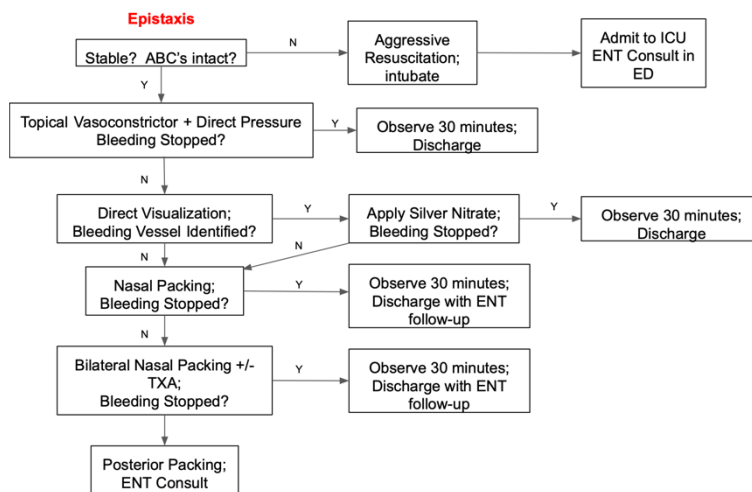 Epistaxis
Stable?  ABC's intact?
N
Aggressive
Resuscitation;
intubate
Admit to ICU
ENT Consult in
ED
Y
Topical Vasoconstrictor + Direct Pressure
Bleeding Stopped?
Y
Observe 30 minutes;
Discharge
N
Direct Visualization;
Bleeding Vessel Identified?
Y
Apply Silver Nitrate;
Bleeding Stopped?
Y
Observe 30 minutes;
Discharge
N
N
Nasal Packing;
Bleeding Stopped?
Y
Observe 30 minutes;
Discharge with ENT
follow-up
N
Bilateral Nasal Packing +/-
TXA;
Bleeding Stopped?
Y
Observe 30 minutes;
Discharge with ENT
follow-up
Posterior Packing;
ENT Consult